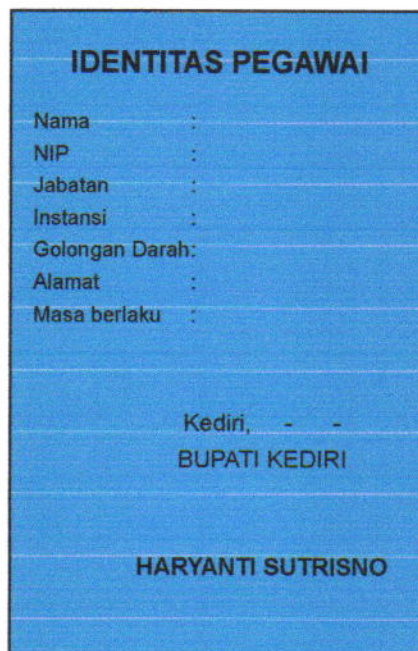 IDENTITAS PEGAWAI
Nama :
NIP :
Jabatan :
Instansi :
Golongan Darah:
Alamat :
Masa berlaku :
Kediri, - -
BUPATI KEDIRI
HARYANTI SUTRISNO